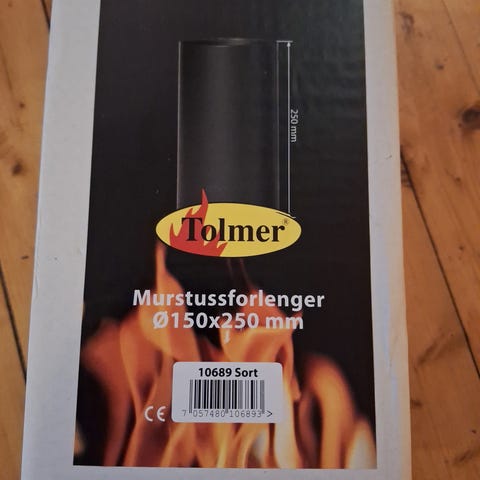 250 mm
Tolmer®
Murstussforlenger
Ø150x250 mm
10689 Sort
CE
7 057480 106893 >